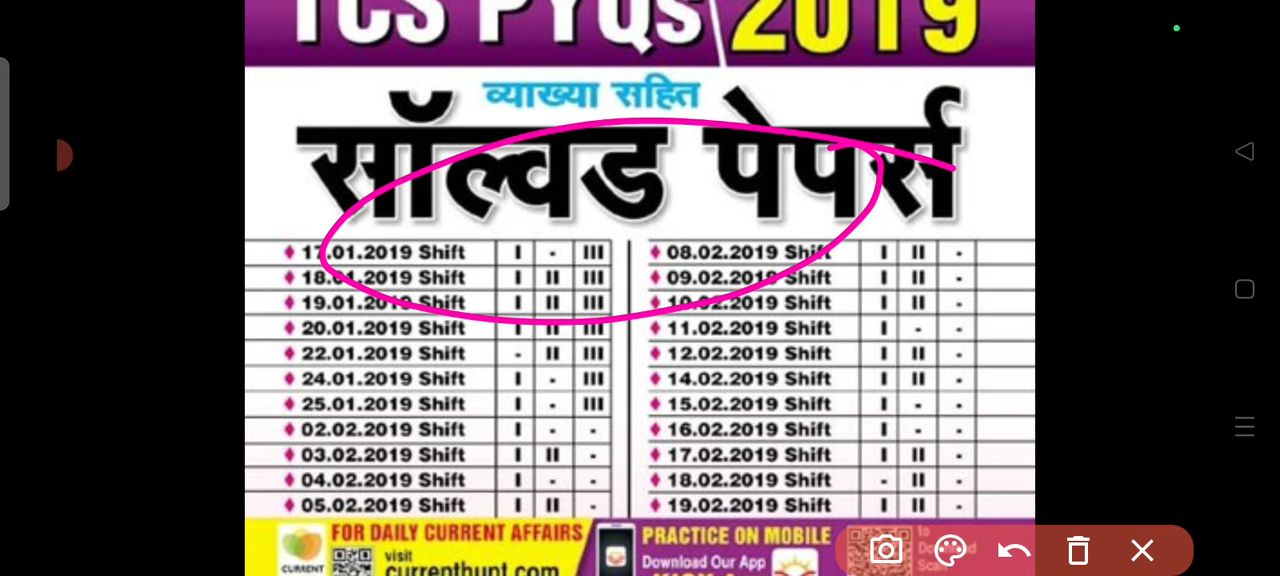 TCS PYQs 2019
व्याख्या सहित
सॉल्वड पेपर्स
17.01.2019 Shift I - III
18.01.2019 Shift I II III
19.01.2019 Shift I II III
20.01.2019 Shift I II III
22.01.2019 Shift - II III
24.01.2019 Shift I - III
25.01.2019 Shift I - III
02.02.2019 Shift I - -
03.02.2019 Shift I II -
04.02.2019 Shift I - -
05.02.2019 Shift I II -
08.02.2019 Shift I II -
09.02.2019 Shift I II -
10.02.2019 Shift I II -
11.02.2019 Shift I - -
12.02.2019 Shift I II -
14.02.2019 Shift I II -
15.02.2019 Shift I - -
16.02.2019 Shift I - -
17.02.2019 Shift I II -
18.02.2019 Shift - II -
19.02.2019 Shift I II -
FOR DAILY CURRENT AFFAIRS
visit
currenthunt.com
CURRENT
PRACTICE ON MOBILE
Download Our App
to
Scan